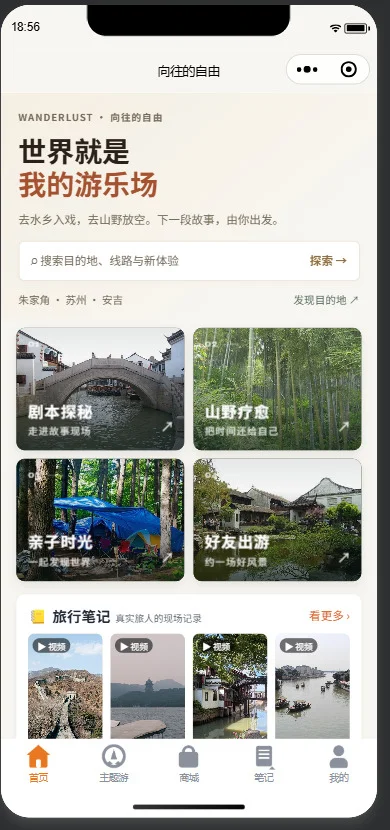 18:56
向往的自由
WANDERLUST · 向往的自由
世界就是
我的游乐场
去水乡入戏，去山野放空。下一段故事，由你出发。
搜索目的地、线路与新体验
探索 →
朱家角 · 苏州 · 安吉
发现目的地 ↗
剧本探秘
走进故事现场
02
山野疗愈
把时间还给自己
亲子时光
一起发现世界
好友出游
约一场好风景
旅行笔记 真实旅人的现场记录
看更多 ›
视频
视频
视频
视频
首页
主题游
商城
笔记
我的